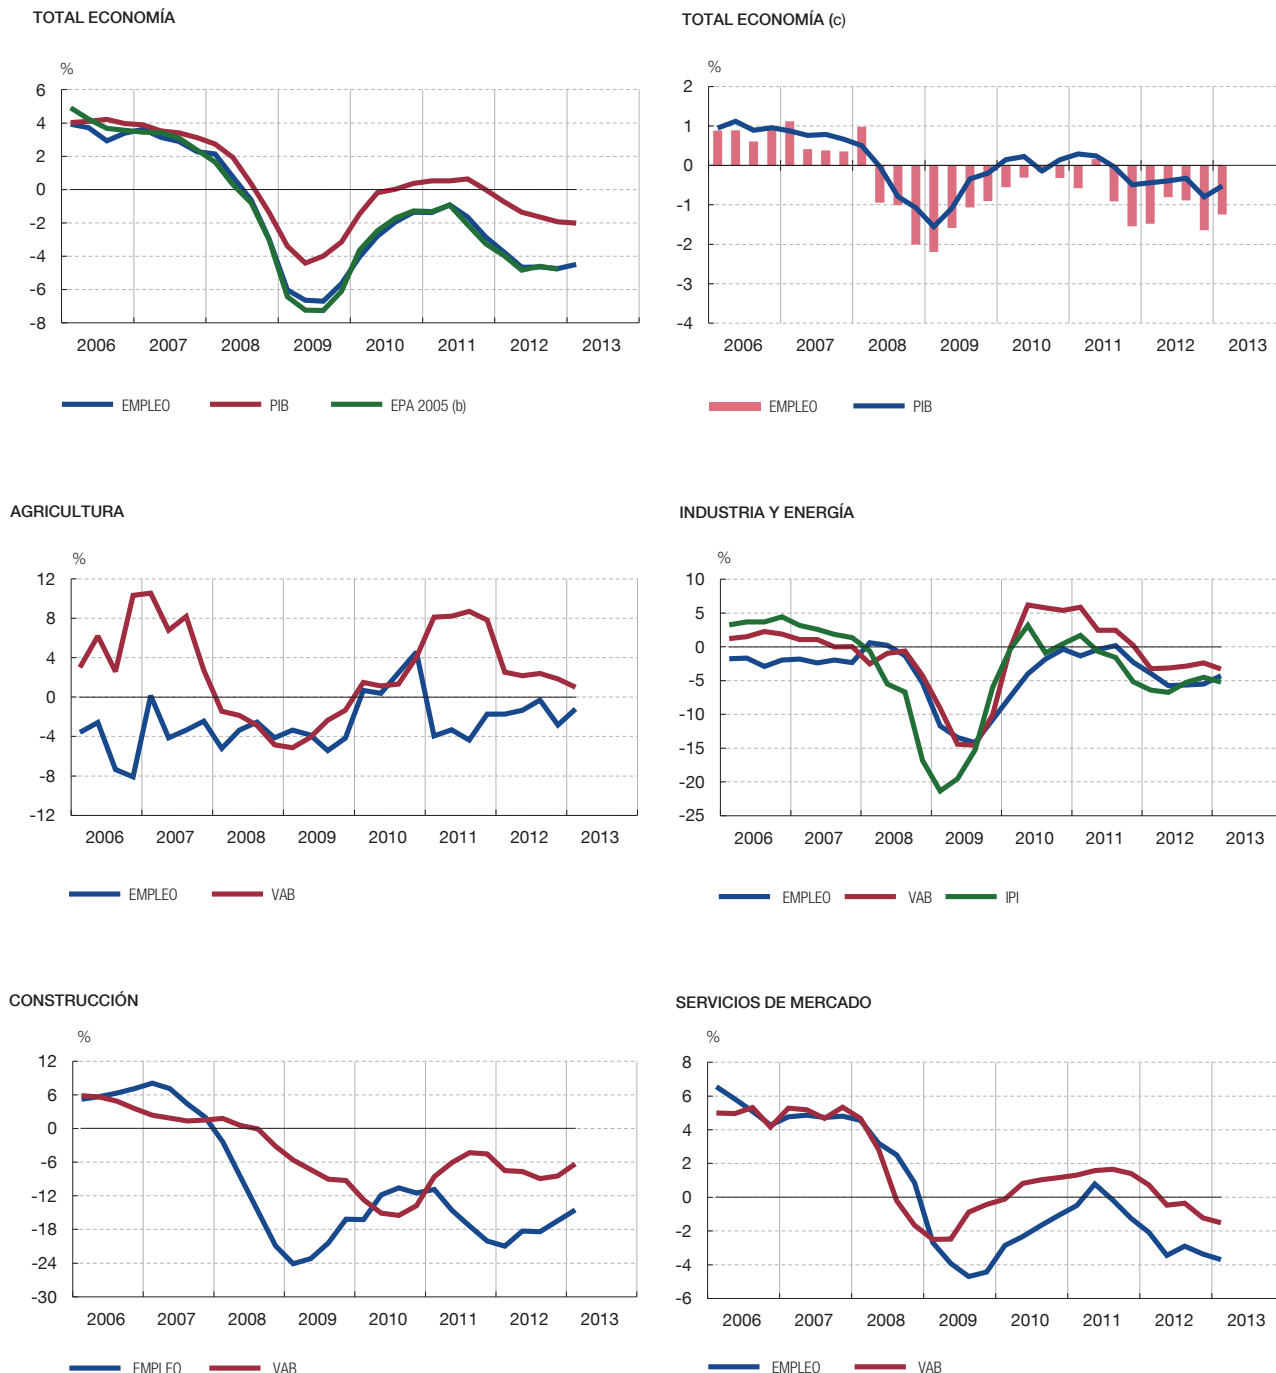 TOTAL ECONOMÍA
%
6
4
2
0
-2
-4
-6
-8
2006 2007 2008 2009 2010 2011 2012 2013
EMPLEO PIB EPA 2005 (b)
TOTAL ECONOMÍA (c)
%
2
1
0
-1
-2
-3
-4
2006 2007 2008 2009 2010 2011 2012 2013
EMPLEO PIB
AGRICULTURA
%
12
8
4
0
-4
-8
-12
2006 2007 2008 2009 2010 2011 2012 2013
EMPLEO VAB
INDUSTRIA Y ENERGÍA
%
10
5
0
-5
-10
-15
-20
-25
2006 2007 2008 2009 2010 2011 2012 2013
EMPLEO VAB IPI
CONSTRUCCIÓN
%
12
6
0
-6
-12
-18
-24
-30
2006 2007 2008 2009 2010 2011 2012 2013
EMPLEO VAB
SERVICIOS DE MERCADO
%
8
6
4
2
0
-2
-4
-6
2006 2007 2008 2009 2010 2011 2012 2013
EMPLEO VAB